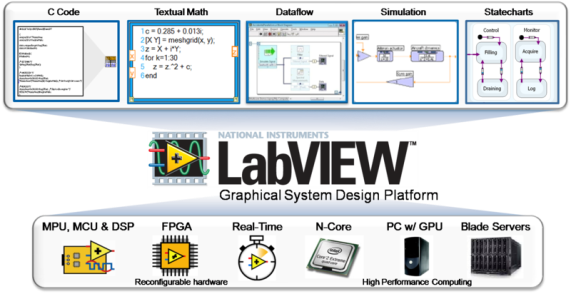 C Code
Textual Math
Dataflow
Simulation
Statecharts
1 c = 0.285 + 0.013i;
2 [X Y] = meshgrid(x, y);
3 z = X + i*Y;
4 for k=1:30
5 z = z.^2 + c;
6 end
Control
Monitor
Filling
Acquire
Draining
Log
NATIONAL INSTRUMENTS
LabVIEW™
Graphical System Design Platform
MPU, MCU & DSP
FPGA
Real-Time
N-Core
PC w/ GPU
Blade Servers
Reconfigurable hardware
High Performance Computing